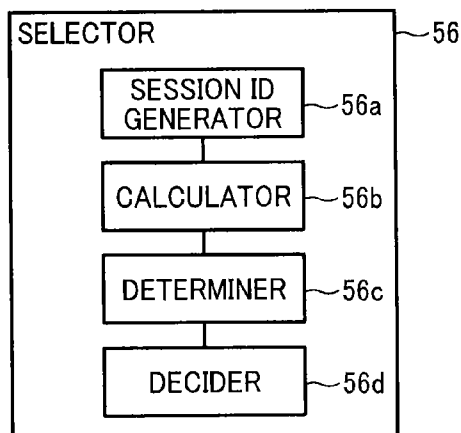 SELECTOR
56
SESSION ID
GENERATOR
56a
CALCULATOR
56b
DETERMINER
56c
DECIDER
56d